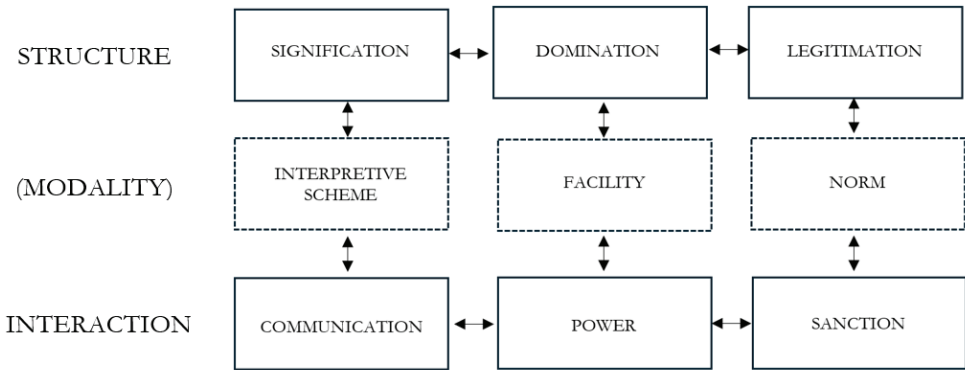 STRUCTURE
SIGNIFICATION
DOMINATION
LEGITIMATION
(MODALITY)
INTERPRETIVE
SCHEME
FACILITY
NORM
INTERACTION
COMMUNICATION
POWER
SANCTION